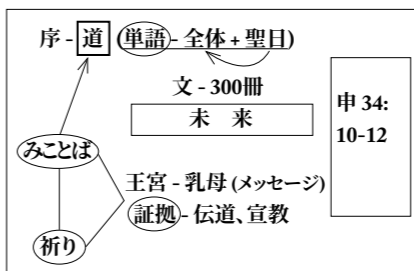 序 - 道 (単語 - 全体 + 聖日)
文 - 300冊
未 来
申 34:
10-12
みことば
王宮 - 乳母 (メッセージ)
証拠 - 伝道、宣教
祈り